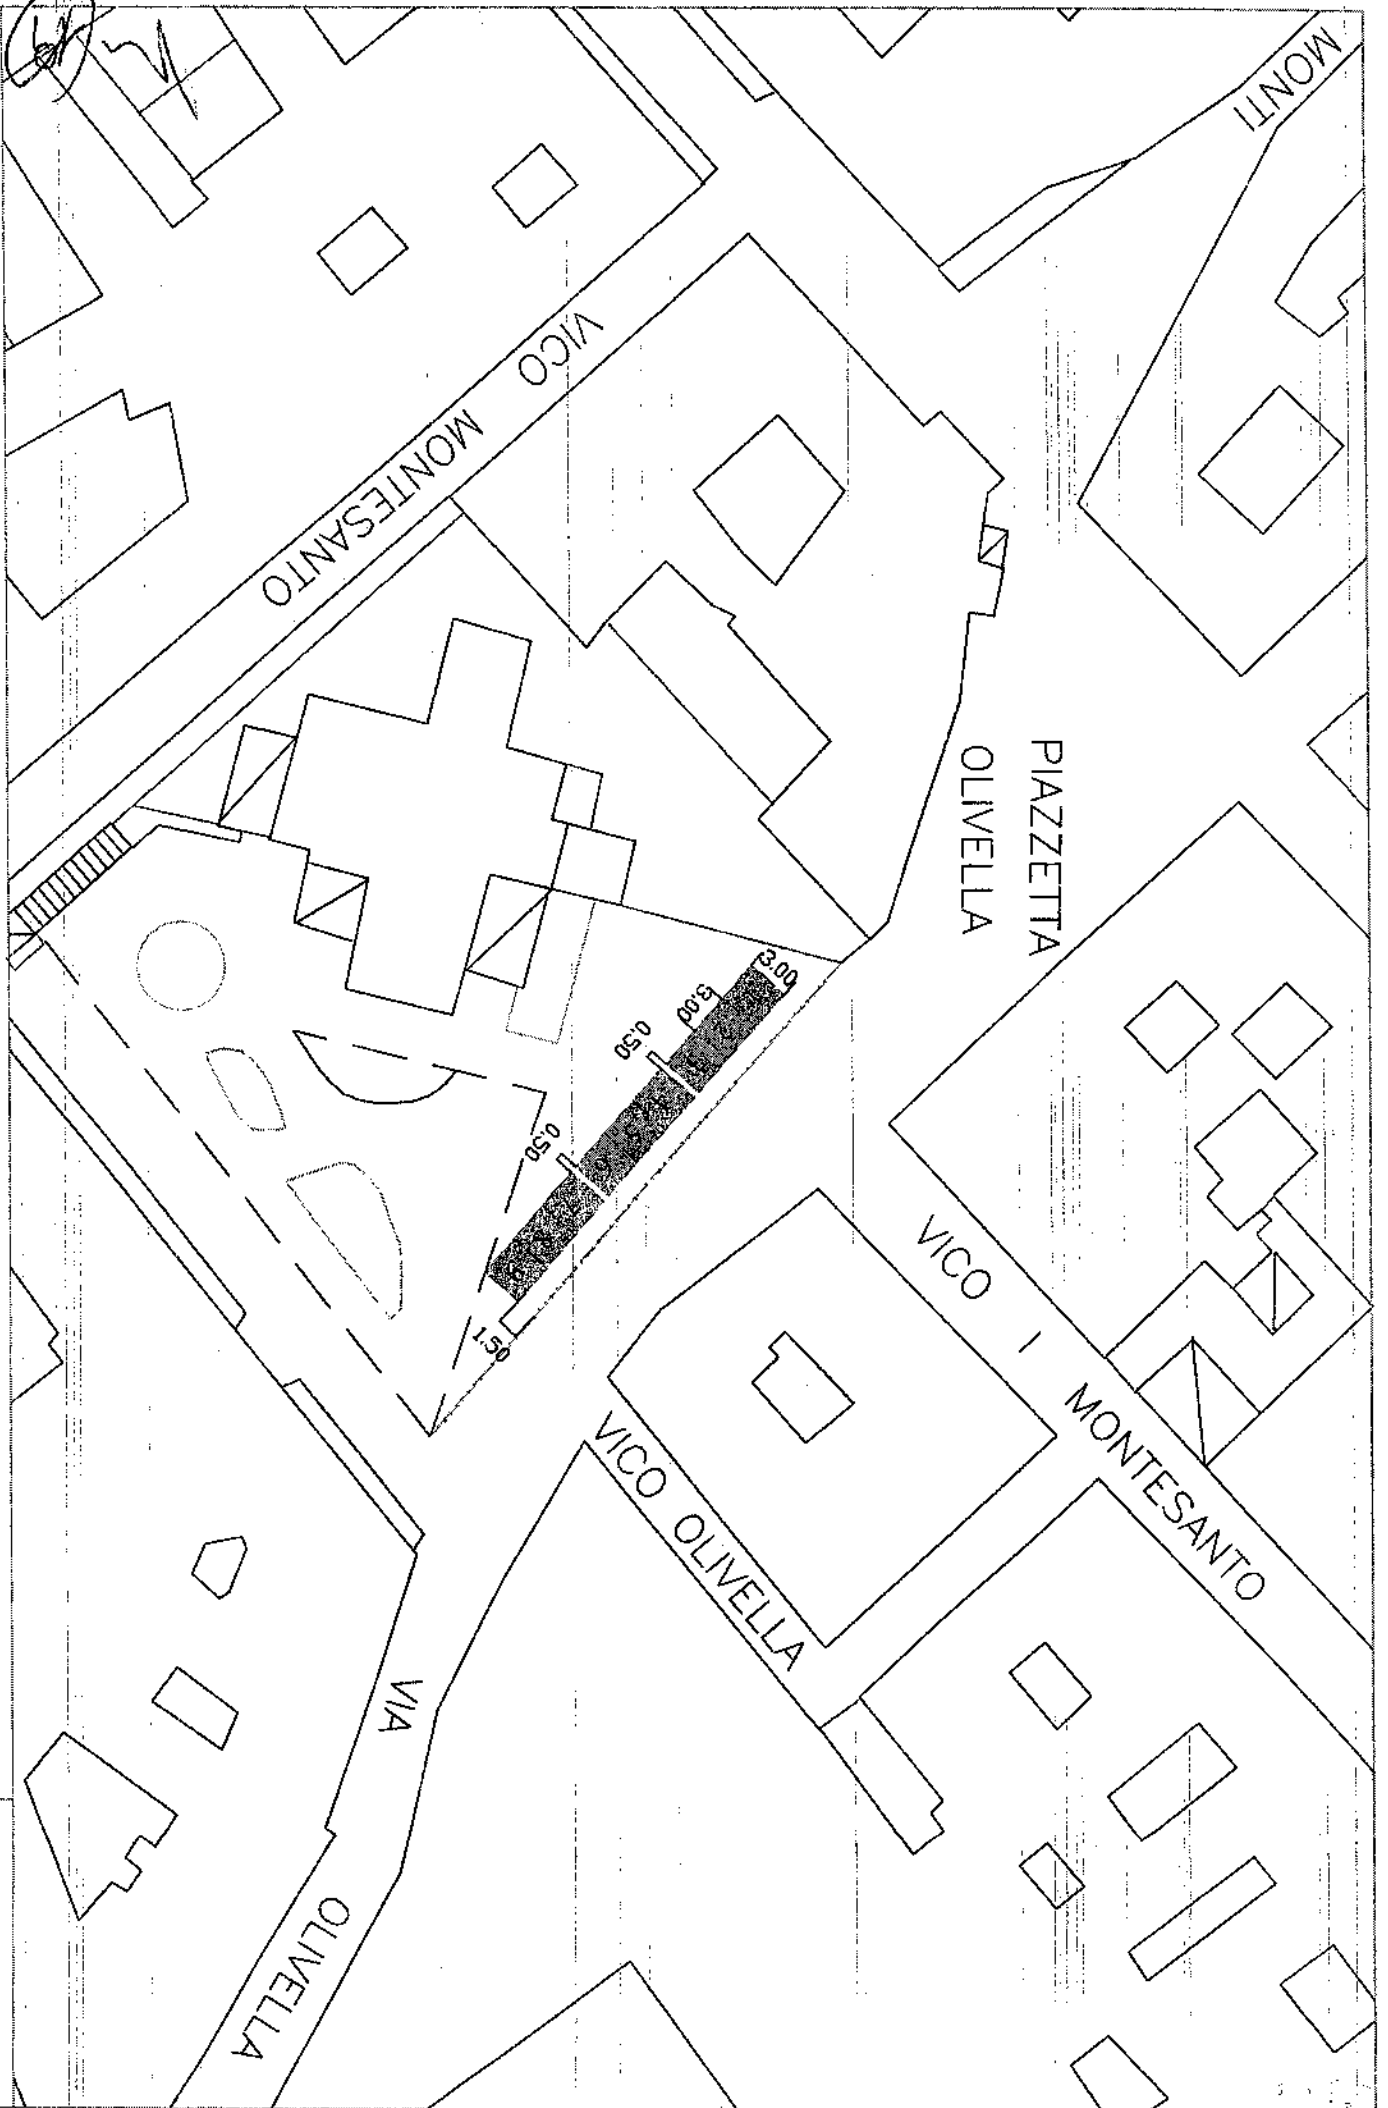 MONTI
VICO MONTESANTO
PIAZZETTA
OLIVELLA
3.00
3.00
0.50
0.50
1.50
VICO I MONTESANTO
VICO OLIVELLA
VIA OLIVELLA